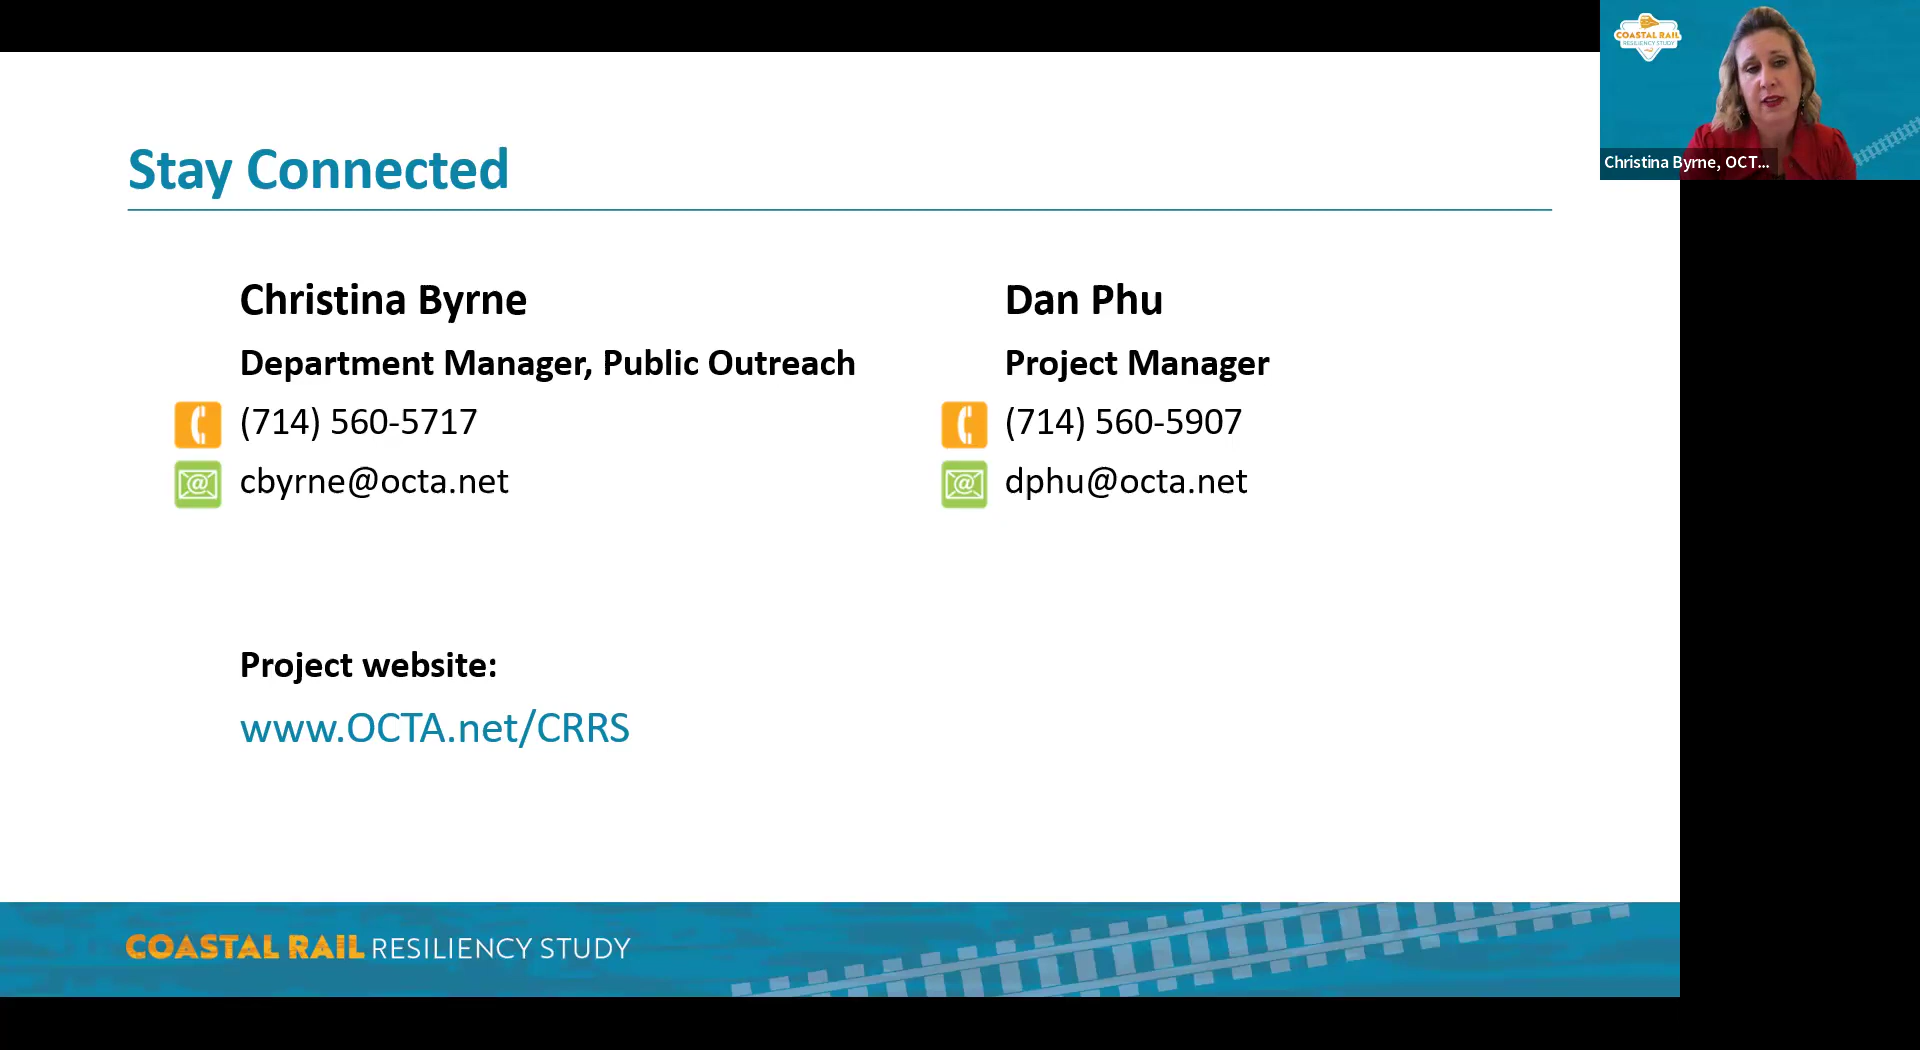 COASTAL RAIL
RESILIENCY STUDY
Christina Byrne, OCT...
Stay Connected
Christina Byrne
Department Manager, Public Outreach
(714) 560-5717
cbyrne@octa.net
Dan Phu
Project Manager
(714) 560-5907
dphu@octa.net
Project website:
www.OCTA.net/CRRS
COASTAL RAIL RESILIENCY STUDY